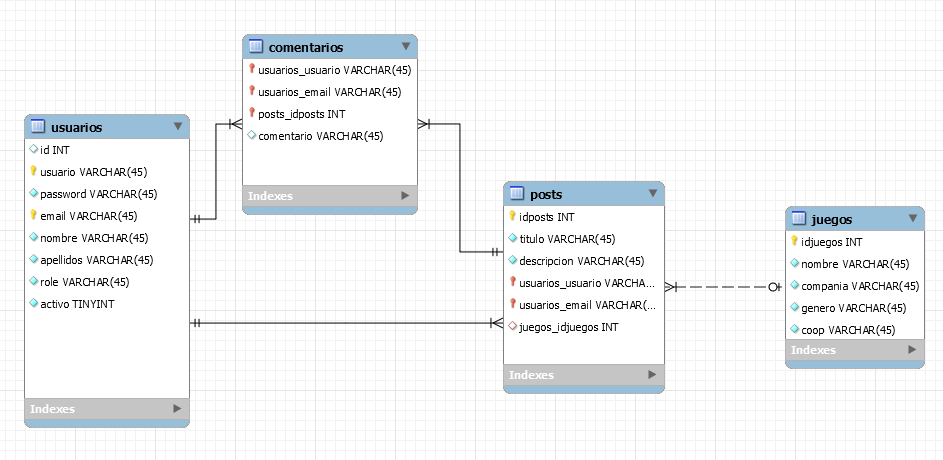 comentarios
usuarios_usuario VARCHAR(45)
usuarios_email VARCHAR(45)
posts_idposts INT
comentario VARCHAR(45)
Indexes
usuarios
id INT
usuario VARCHAR(45)
password VARCHAR(45)
email VARCHAR(45)
nombre VARCHAR(45)
apellidos VARCHAR(45)
role VARCHAR(45)
activo TINYINT
Indexes
posts
idposts INT
titulo VARCHAR(45)
descripcion VARCHAR(45)
usuarios_usuario VARCHA...
usuarios_email VARCHAR(...
juegos_idjuegos INT
Indexes
juegos
idjuegos INT
nombre VARCHAR(45)
compania VARCHAR(45)
genero VARCHAR(45)
coop VARCHAR(45)
Indexes